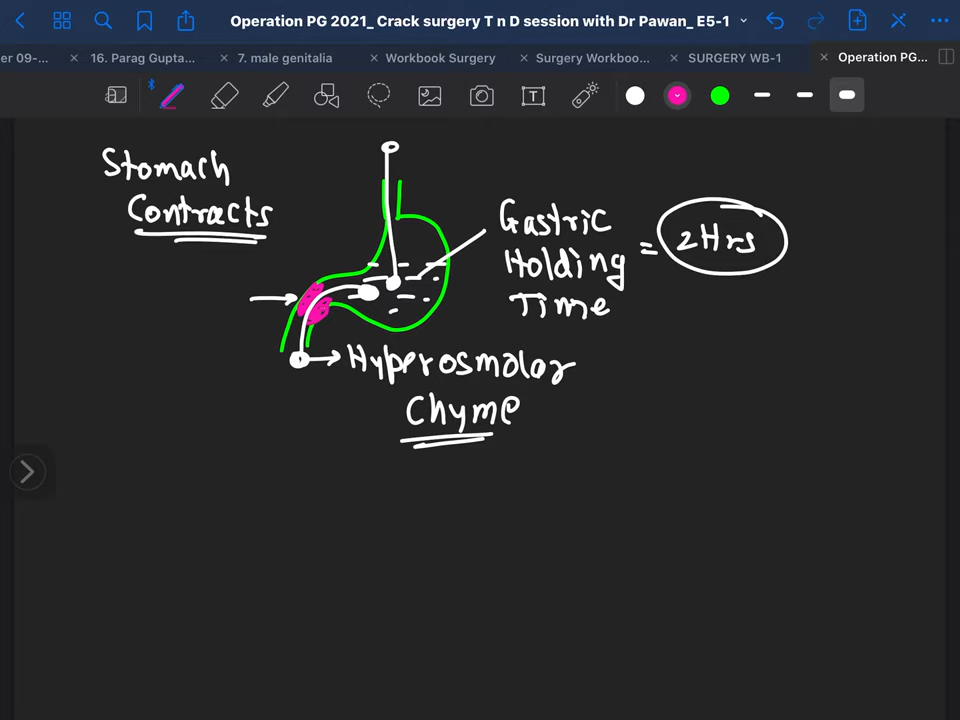 Operation PG 2021_ Crack surgery T n D session with Dr Pawan_ E5-1
er 09-...
16. Parag Gupta...
7. male genitalia
Workbook Surgery
Surgery Workboo...
SURGERY WB-1
Operation PG...
T
Stomach
Contracts
Gastric
Holding
Time
= 2Hrs
Hyperosmolar
Chyme